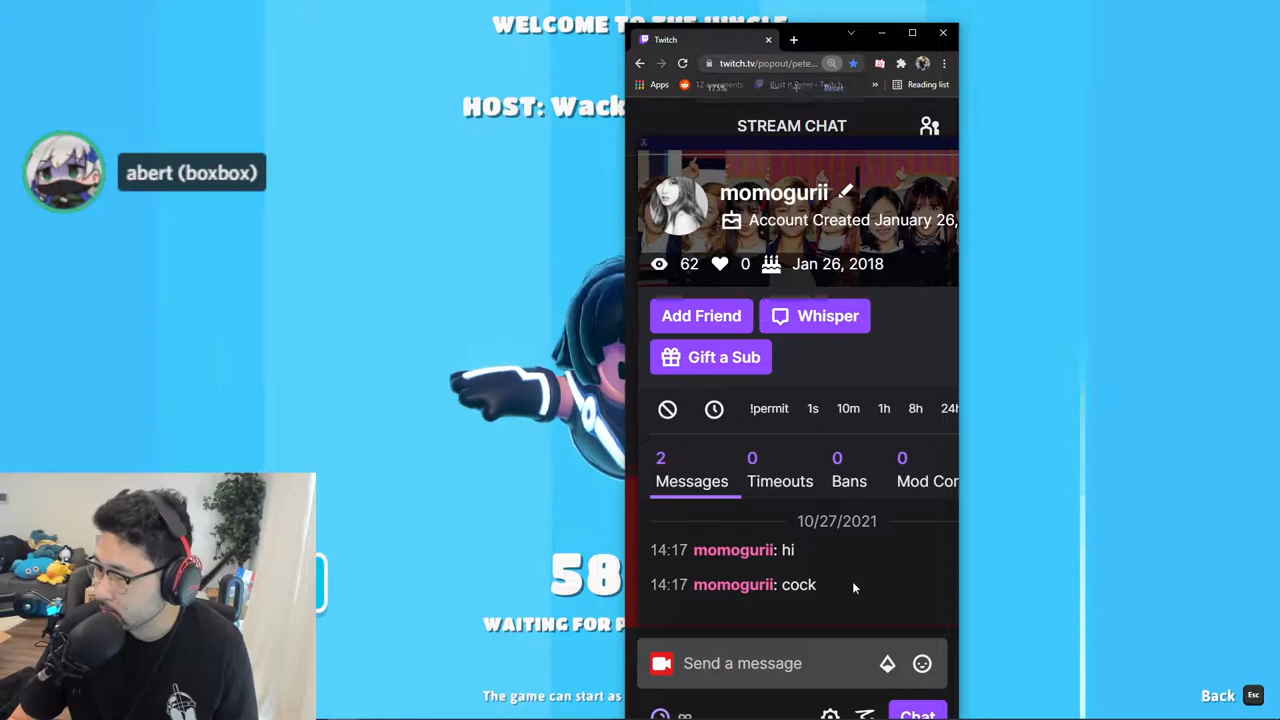 WELCOME TO THE JUNGLE
Twitch
twitch.tv/popout/pete...
Apps
Reading list
HOST: Wack
STREAM CHAT
abert (boxbox)
momogurii
Account Created January 26,
62 0 Jan 26, 2018
Add Friend
Whisper
Gift a Sub
!permit 1s 10m 1h 8h 24h
2 0 0 0
Messages Timeouts Bans Mod Com
10/27/2021
14:17 momogurii: hi
14:17 momogurii: cock
58
WAITING FOR P
Send a message
The game can start as
Back Esc
Chat